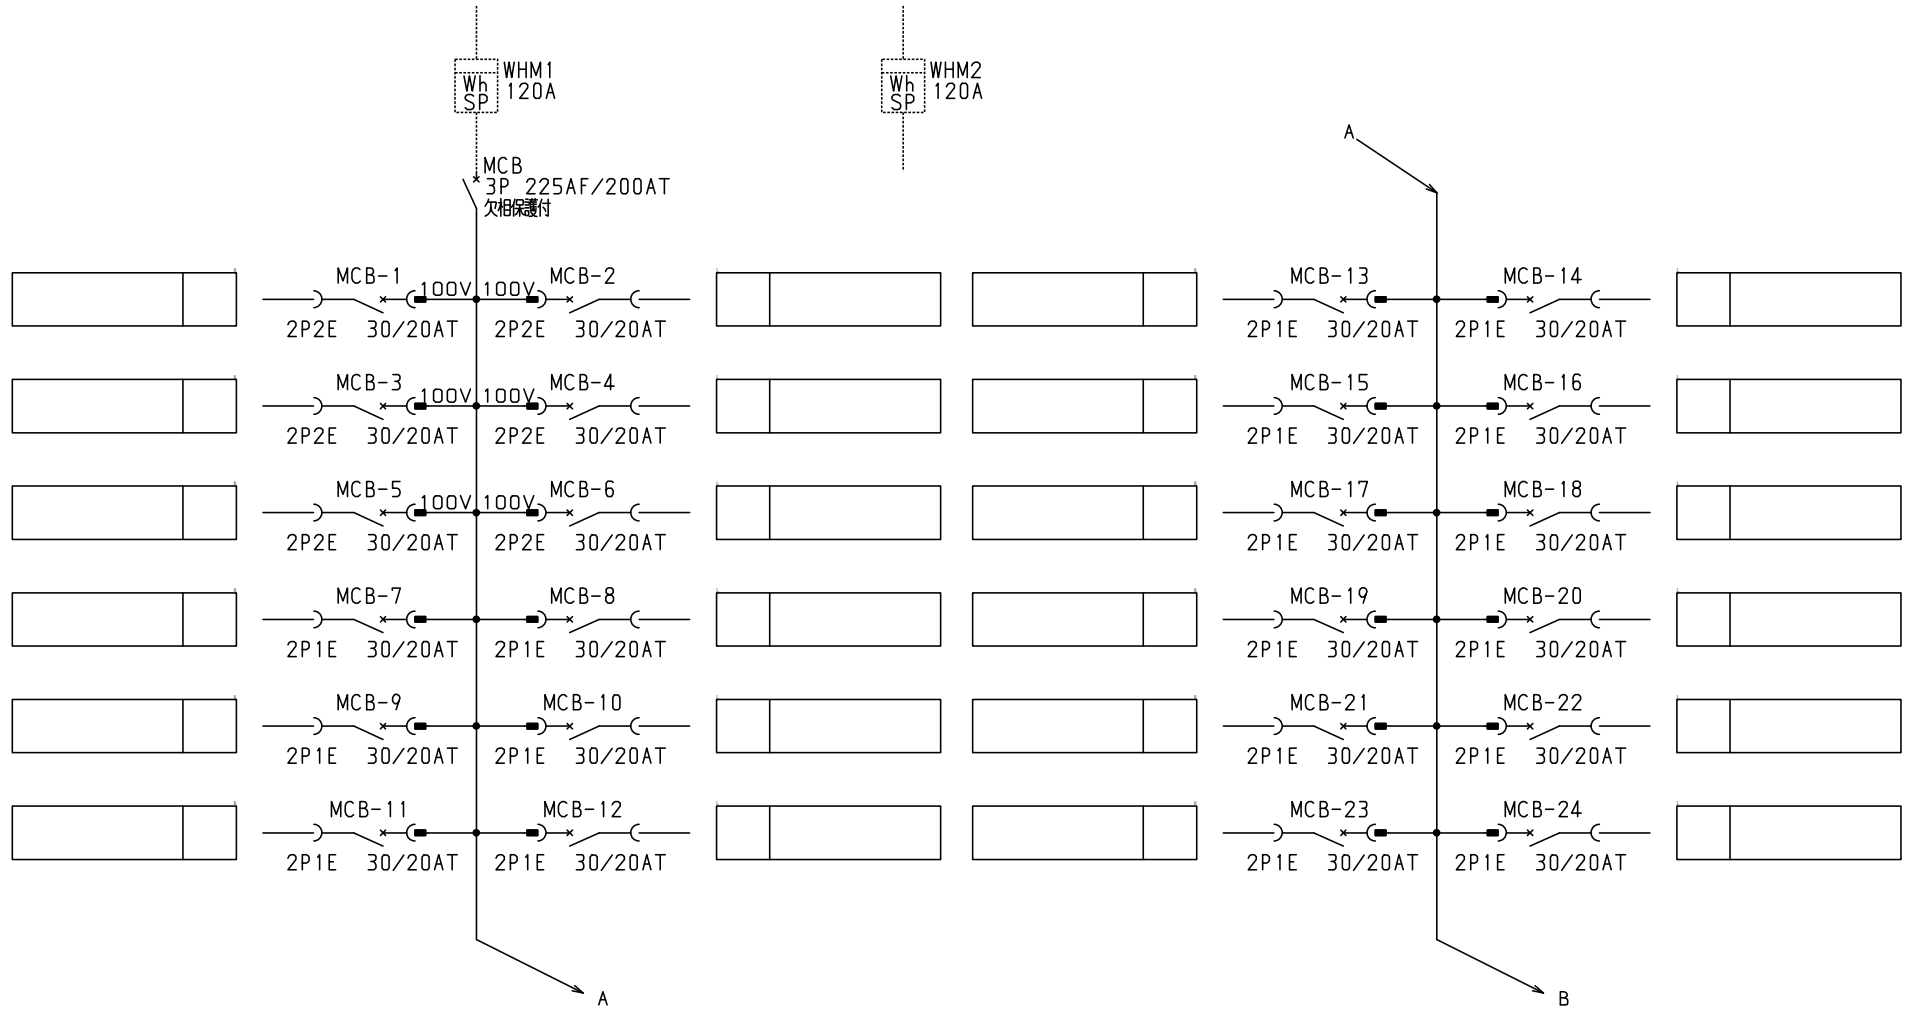 WHM1
Wh
120A
SP
WHM2
Wh
120A
SP
MCB
3P 225AF/200AT
欠相保護付
MCB-1 100V 100V MCB-2
2P2E 30/20AT 2P2E 30/20AT
MCB-3 100V 100V MCB-4
2P2E 30/20AT 2P2E 30/20AT
MCB-5 100V 100V MCB-6
2P2E 30/20AT 2P2E 30/20AT
MCB-7 MCB-8
2P1E 30/20AT 2P1E 30/20AT
MCB-9 MCB-10
2P1E 30/20AT 2P1E 30/20AT
MCB-11 MCB-12
2P1E 30/20AT 2P1E 30/20AT
A
A
MCB-13 MCB-14
2P1E 30/20AT 2P1E 30/20AT
MCB-15 MCB-16
2P1E 30/20AT 2P1E 30/20AT
MCB-17 MCB-18
2P1E 30/20AT 2P1E 30/20AT
MCB-19 MCB-20
2P1E 30/20AT 2P1E 30/20AT
MCB-21 MCB-22
2P1E 30/20AT 2P1E 30/20AT
MCB-23 MCB-24
2P1E 30/20AT 2P1E 30/20AT
B